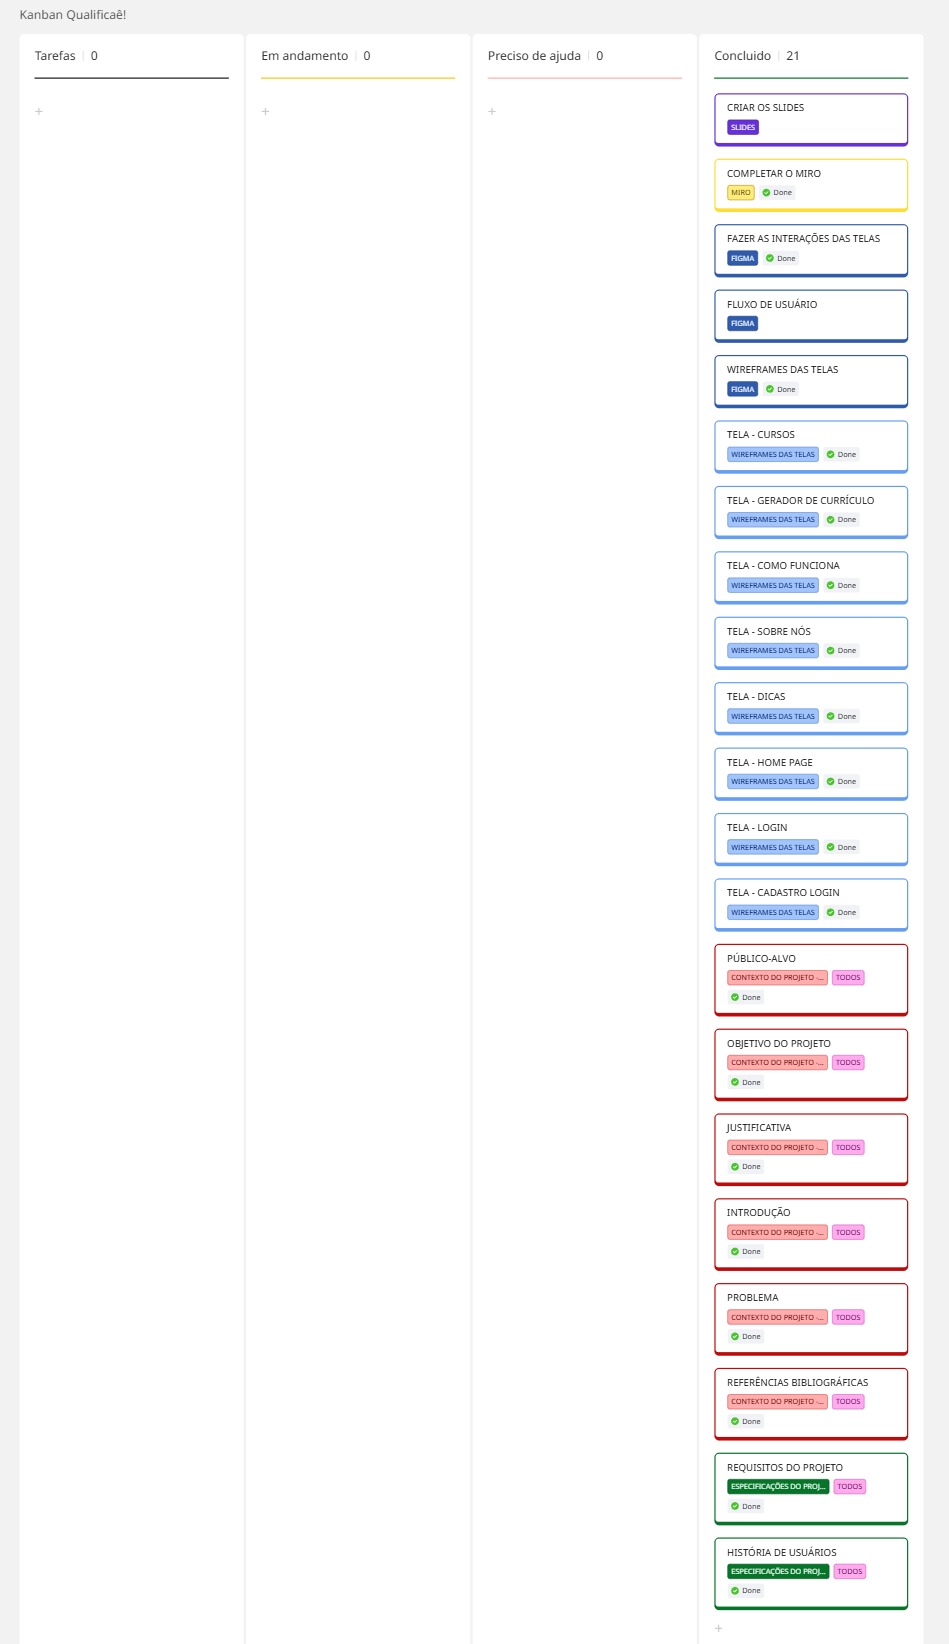 Kanban Qualificaê!
Tarefas | 0
Em andamento | 0
Preciso de ajuda | 0
Concluido | 21
+
+
+
CRIAR OS SLIDES
SLIDES
COMPLETAR O MIRO
MIRO Done
FAZER AS INTERAÇÕES DAS TELAS
FIGMA Done
FLUXO DE USUÁRIO
FIGMA
WIREFRAMES DAS TELAS
FIGMA Done
TELA - CURSOS
WIREFRAMES DAS TELAS Done
TELA - GERADOR DE CURRÍCULO
WIREFRAMES DAS TELAS Done
TELA - COMO FUNCIONA
WIREFRAMES DAS TELAS Done
TELA - SOBRE NÓS
WIREFRAMES DAS TELAS Done
TELA - DICAS
WIREFRAMES DAS TELAS Done
TELA - HOME PAGE
WIREFRAMES DAS TELAS Done
TELA - LOGIN
WIREFRAMES DAS TELAS Done
TELA - CADASTRO LOGIN
WIREFRAMES DAS TELAS Done
PÚBLICO-ALVO
CONTEXTO DO PROJETO -... TODOS
Done
OBJETIVO DO PROJETO
CONTEXTO DO PROJETO -... TODOS
Done
JUSTIFICATIVA
CONTEXTO DO PROJETO -... TODOS
Done
INTRODUÇÃO
CONTEXTO DO PROJETO -... TODOS
Done
PROBLEMA
CONTEXTO DO PROJETO -... TODOS
Done
REFERÊNCIAS BIBLIOGRÁFICAS
CONTEXTO DO PROJETO -... TODOS
Done
REQUISITOS DO PROJETO
ESPECIFICAÇÕES DO PROJ... TODOS
Done
HISTÓRIA DE USUÁRIOS
ESPECIFICAÇÕES DO PROJ... TODOS
Done
+